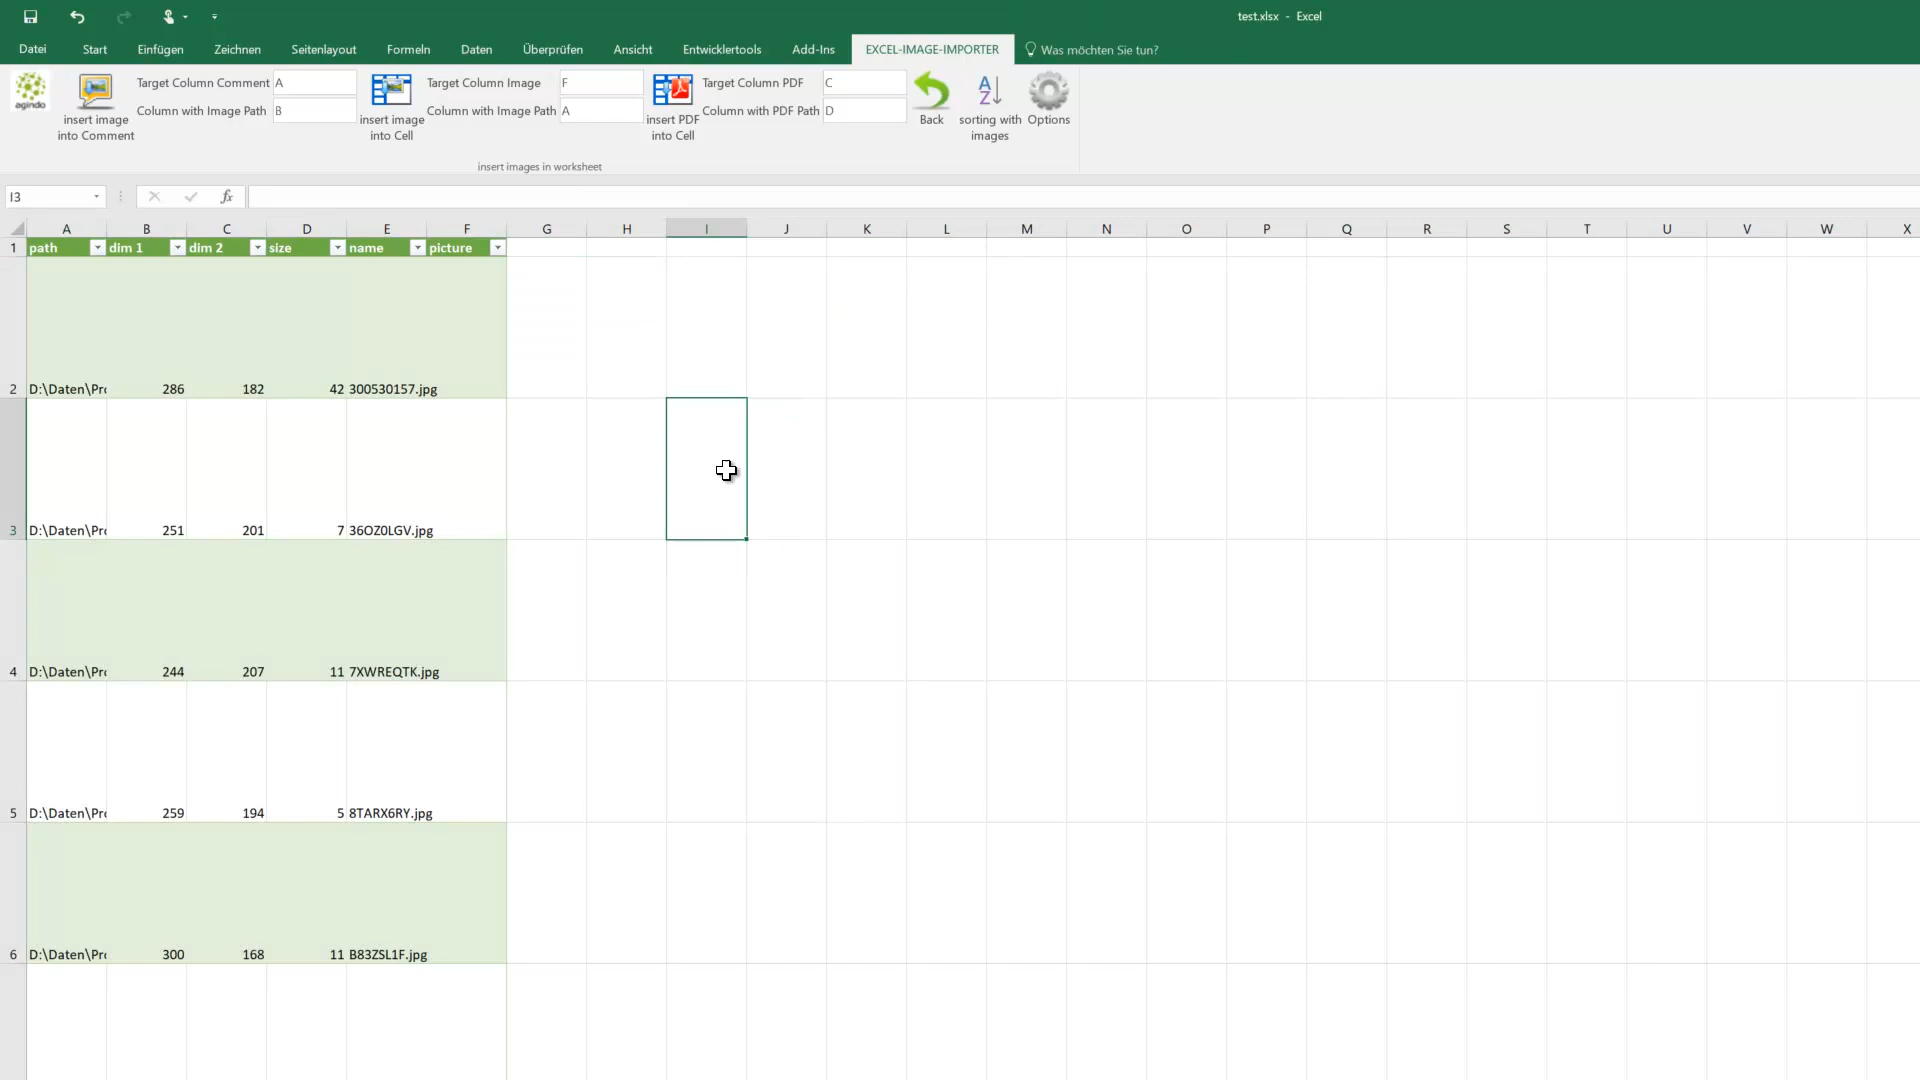 test.xlsx - Excel
Datei Start Einfügen Zeichnen Seitenlayout Formeln Daten Überprüfen Ansicht Entwicklertools Add-Ins EXCEL-IMAGE-IMPORTER Was möchten Sie tun?
agindo
insert image
into Comment
Target Column Comment A
Column with Image Path B
insert image
into Cell
Target Column Image F
Column with Image Path A
insert PDF
into Cell
Target Column PDF C
Column with PDF Path D
Back
sorting with
images
Options
insert images in worksheet
I3 fx
A B C D E F G H I J K L M N O P Q R S T U V W X
1 path dim 1 dim 2 size name picture
2 D:\Daten\Pro 286 182 42 300530157.jpg
3 D:\Daten\Pro 251 201 7 36OZ0LGV.jpg
4 D:\Daten\Pro 244 207 11 7XWREQTK.jpg
5 D:\Daten\Pro 259 194 5 8TARX6RY.jpg
6 D:\Daten\Pro 300 168 11 B83ZSL1F.jpg